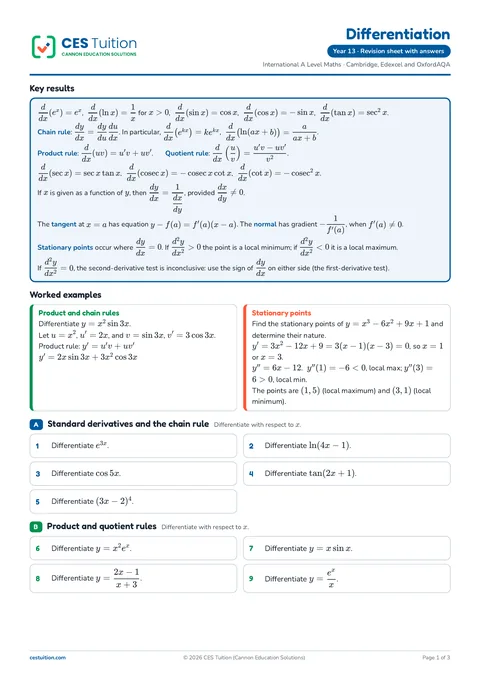 CES Tuition
CANNON EDUCATION SOLUTIONS
Differentiation
Year 13 · Revision sheet with answers
International A Level Maths · Cambridge, Edexcel and OxfordAQA
Key results
d/dx(eˣ) = eˣ, d/dx(ln x) = 1/x for x > 0, d/dx(sin x) = cos x, d/dx(cos x) = − sin x, d/dx(tan x) = sec² x.
Chain rule: dy/dx = dy/du du/dx. In particular, d/dx(e^{kx}) = ke^{kx}, d/dx(ln(ax + b)) = a/(ax + b).
Product rule: d/dx(uv) = u′v + uv′. Quotient rule: d/dx(u/v) = (u′v − uv′)/v².
d/dx(sec x) = sec x tan x, d/dx(cosec x) = − cosec x cot x, d/dx(cot x) = − cosec² x.
If x is given as a function of y, then dy/dx = 1/(dx/dy), provided dx/dy ≠ 0.
The tangent at x = a has equation y − f(a) = f′(a)(x − a). The normal has gradient −1/f′(a), when f′(a) ≠ 0.
Stationary points occur where dy/dx = 0. If d²y/dx² > 0 the point is a local minimum; if d²y/dx² < 0 it is a local maximum.
If d²y/dx² = 0, the second-derivative test is inconclusive: use the sign of dy/dx on either side (the first-derivative test).
Worked examples
Product and chain rules
Differentiate y = x² sin 3x.
Let u = x², u′ = 2x, and v = sin 3x, v′ = 3 cos 3x.
Product rule: y′ = u′v + uv′
y′ = 2x sin 3x + 3x² cos 3x
Stationary points
Find the stationary points of y = x³ − 6x² + 9x + 1 and
determine their nature.
y′ = 3x² − 12x + 9 = 3(x − 1)(x − 3) = 0, so x = 1
or x = 3.
y″ = 6x − 12. y″(1) = −6 < 0, local max; y″(3) =
6 > 0, local min.
The points are (1, 5) (local maximum) and (3, 1) (local
minimum).
A Standard derivatives and the chain rule Differentiate with respect to x.
1 Differentiate e^{3x}.
2 Differentiate ln(4x − 1).
3 Differentiate cos 5x.
4 Differentiate tan(2x + 1).
5 Differentiate (3x − 2)⁴.
B Product and quotient rules Differentiate with respect to x.
6 Differentiate y = x²eˣ.
7 Differentiate y = x sin x.
8 Differentiate y = (2x − 1)/(x + 3).
9 Differentiate y = eˣ/x.
cestuition.com
© 2026 CES Tuition (Cannon Education Solutions)
Page 1 of 3